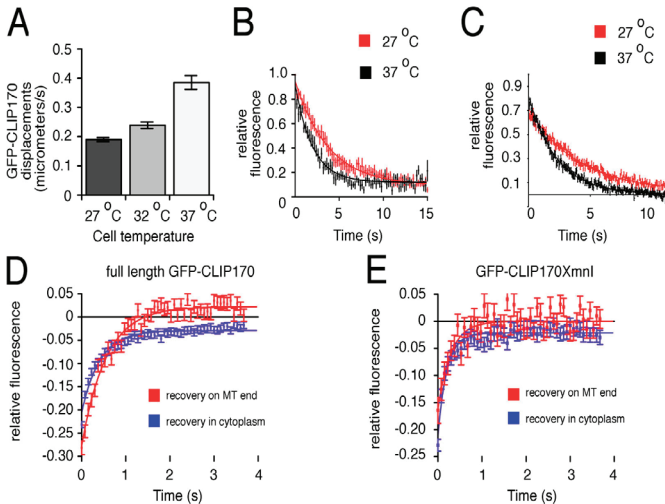 A
GFP-CLIP170
displacements
(micrometers/s)
0.5
0.4
0.3
0.2
0.1
0
27 °C 32 °C 37 °C
Cell temperature
B
27 °C
37 °C
relative
fluorescence
1.0
0.8
0.6
0.4
0.2
0
0 5 10 15
Time (s)
C
27 °C
37 °C
relative
fluorescence
0.9
0.7
0.5
0.3
0.1
0 5 10
Time (s)
D
full length GFP-CLIP170
relative fluorescence
0.05
0
-0.05
-0.10
-0.15
-0.20
-0.25
-0.30
recovery on MT end
recovery in cytoplasm
0 1 2 3 4
Time (s)
E
GFP-CLIP170XmnI
relative fluorescence
0.05
0
-0.05
-0.10
-0.15
-0.20
-0.25
recovery on MT end
recovery in cytoplasm
0 1 2 3 4
Time (s)